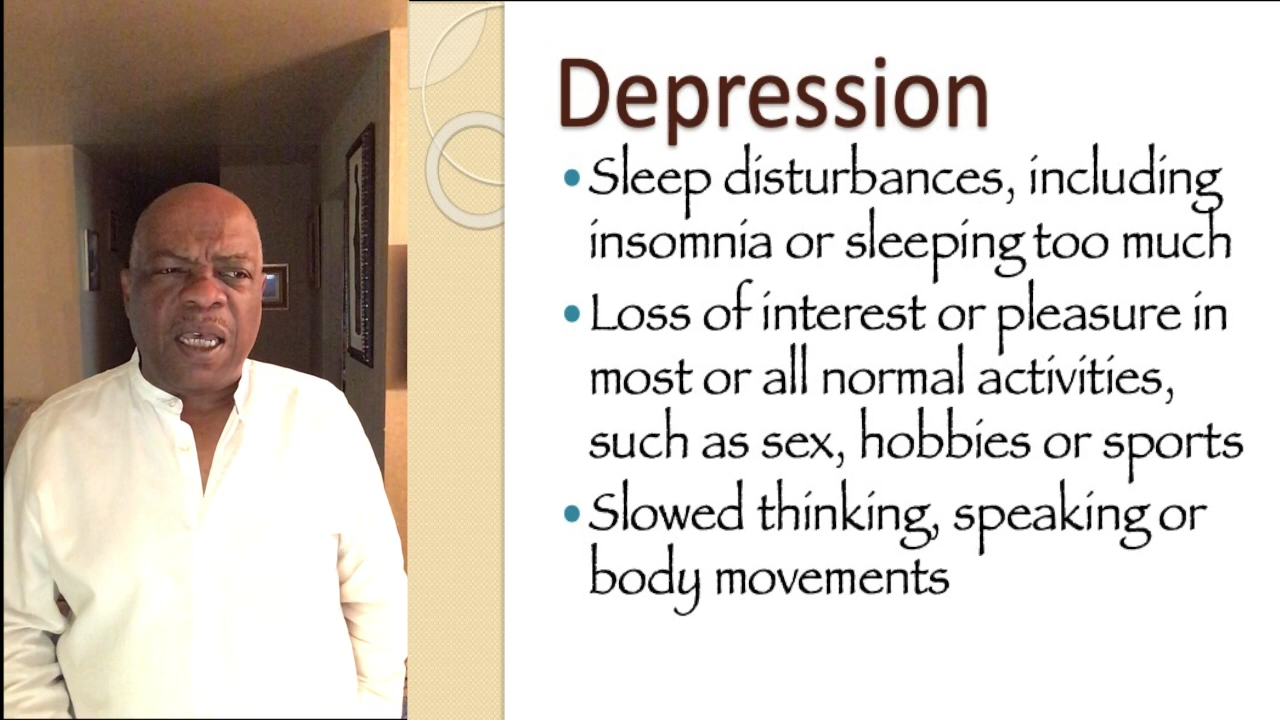 Depression
•Sleep disturbances, including
insomnia or sleeping too much
•Loss of interest or pleasure in
most or all normal activities,
such as sex, hobbies or sports
•Slowed thinking, speaking or
body movements